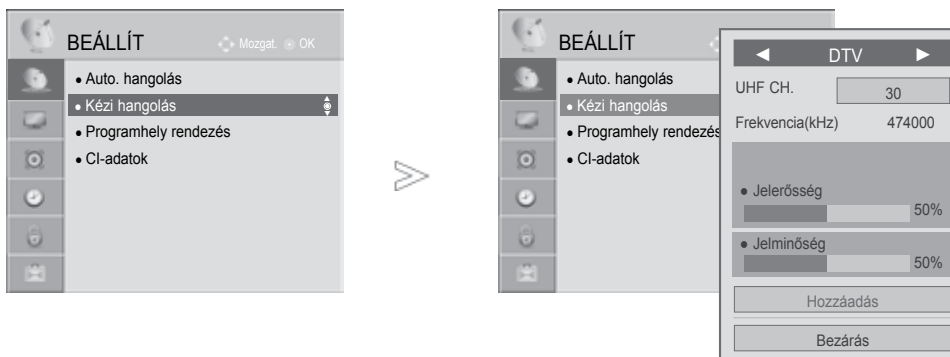 BEÁLLÍT Mozgat. OK
• Auto. hangolás
• Kézi hangolás
• Programhely rendezés
• CI-adatok
BEÁLLÍT
• Auto. hangolás
• Kézi hangolás
• Programhely rendezés
• CI-adatok
◄ DTV ►
UHF CH. 30
Frekvencia(kHz) 474000
• Jelerősség
50%
• Jelminőség
50%
Hozzáadás
Bezárás